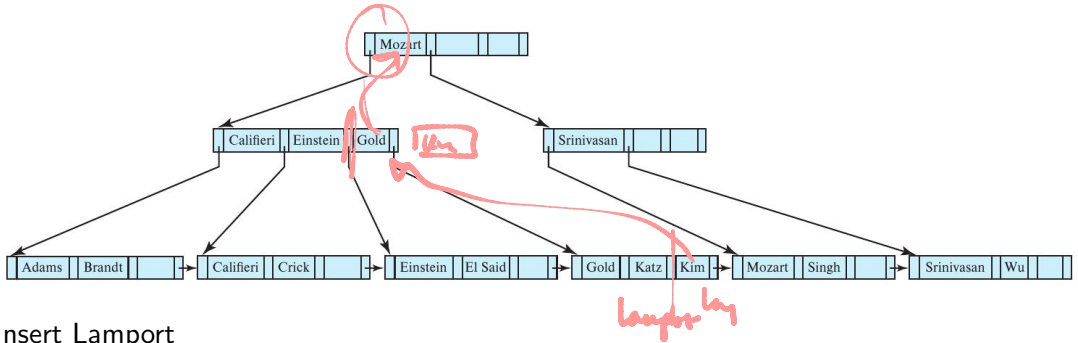 Mozart
Califieri Einstein Gold Srinivasan
Adams Brandt Califieri Crick Einstein El Said Gold Katz Kim Mozart Singh Srinivasan Wu
nsert Lamport